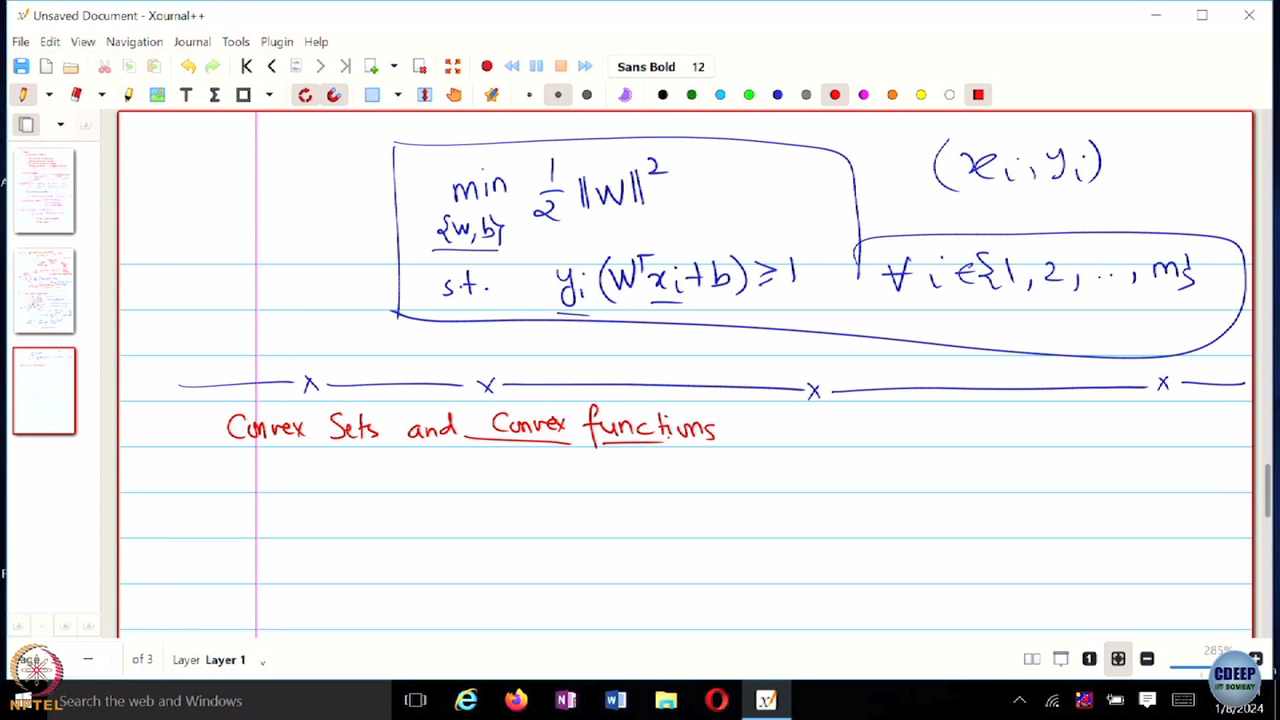 Unsaved Document - Xournal++
File Edit View Navigation Journal Tools Plugin Help
Sans Bold 12
min 1/2 ||W||² (xi, yi)
{W, b}
s.t. yi (Wᵀxi + b) ≥ 1 ∀ i ∈ {1, 2, .., m}
x x x x
Convex Sets and Convex functions
of 3 Layer Layer 1 285%
NPTEL
Search the web and Windows
CDEEP
IIT BOMBAY
1/8/2024